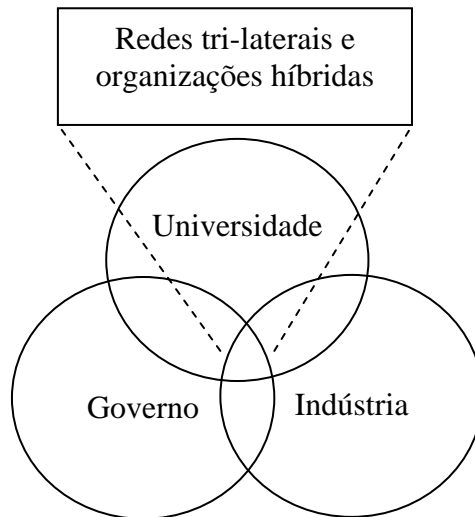 Redes tri-laterais e
organizações híbridas
Universidade
Governo
Indústria